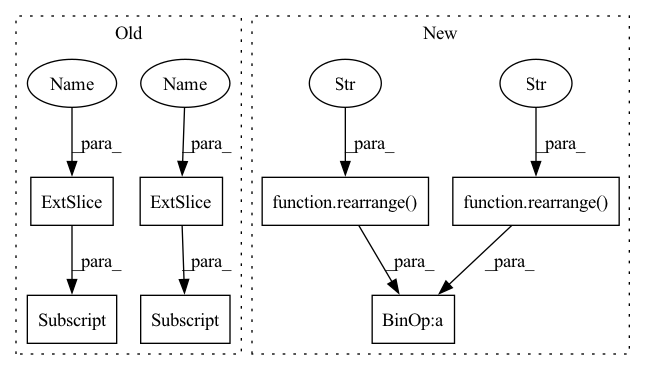 Old
New
Name
Name
Str
Str
_para_
_para_
_para_
_para_
ExtSlice
ExtSlice
function.rearrange()
function.rearrange()
_para_
_para_
_para_
_para_
Subscript
Subscript
BinOp:a